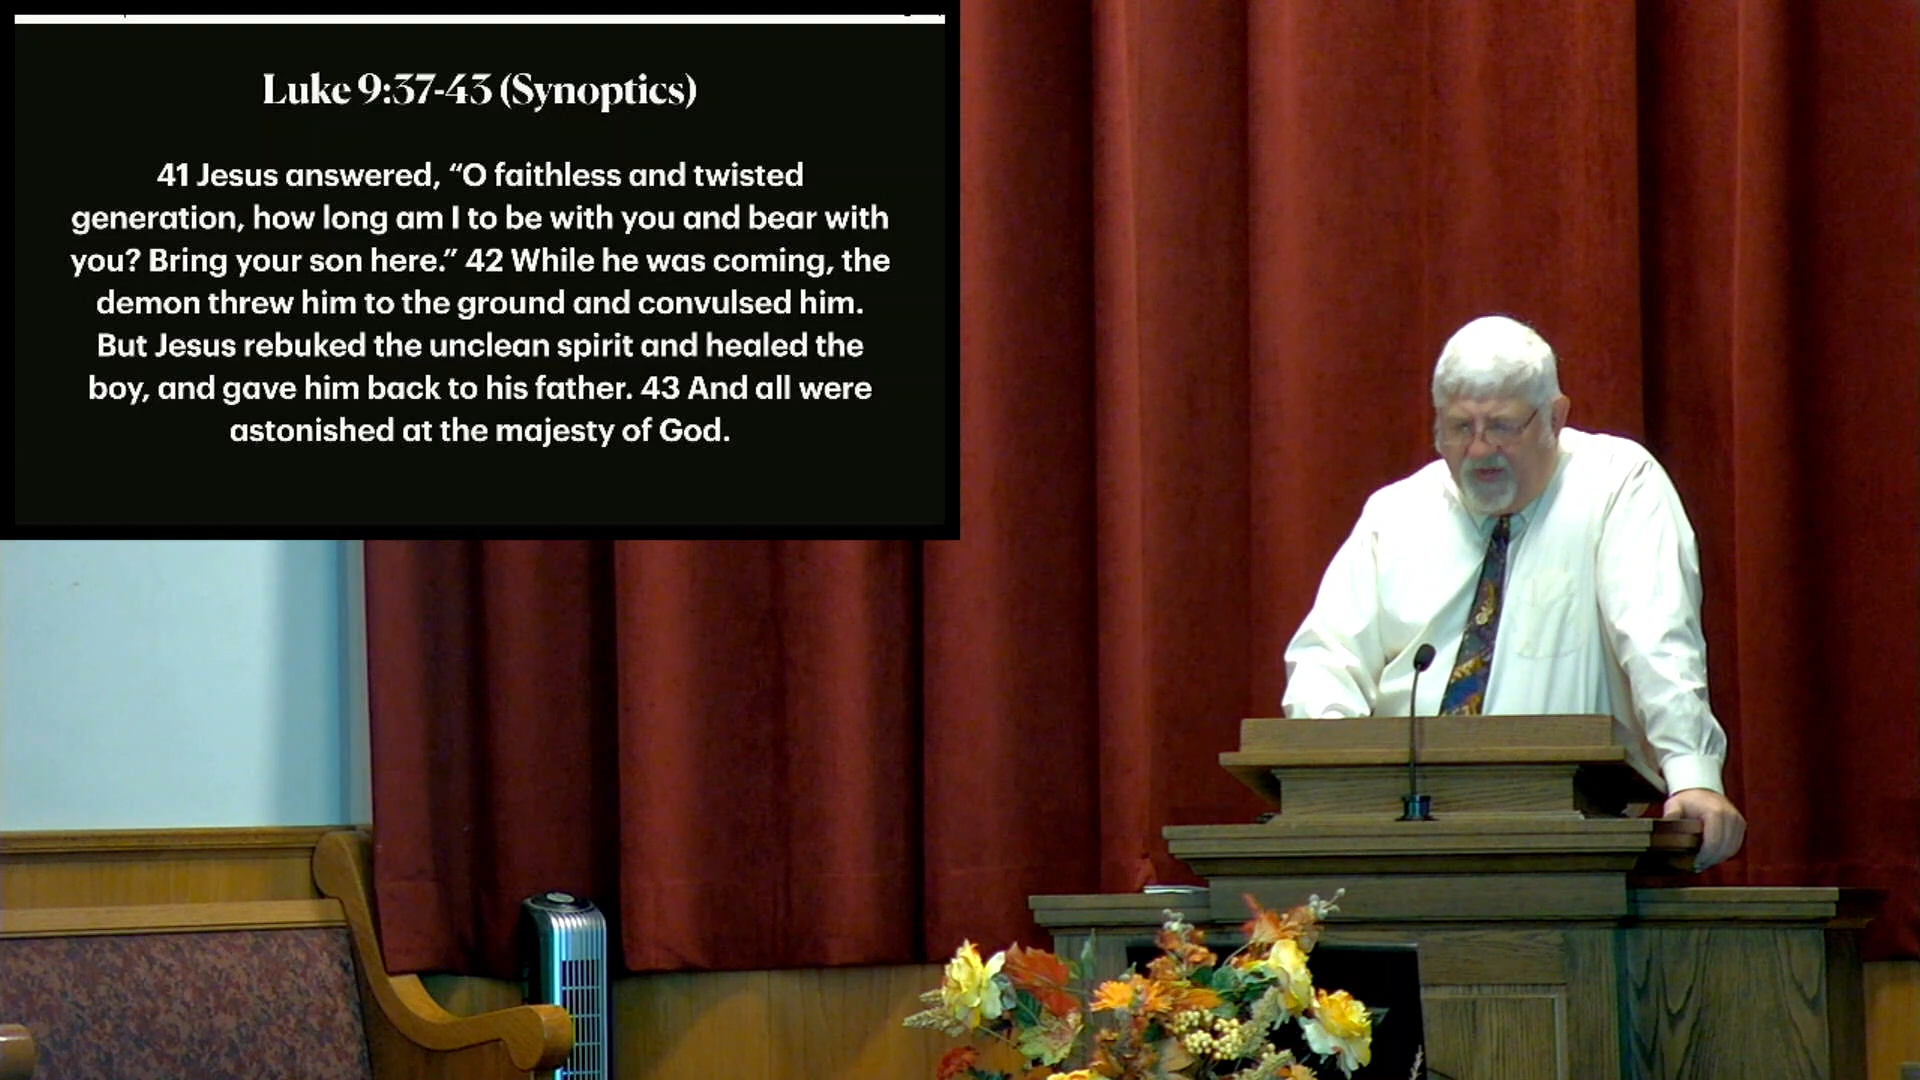 Luke 9:37-43 (Synoptics)
41 Jesus answered, “O faithless and twisted
generation, how long am I to be with you and bear with
you? Bring your son here.” 42 While he was coming, the
demon threw him to the ground and convulsed him.
But Jesus rebuked the unclean spirit and healed the
boy, and gave him back to his father. 43 And all were
astonished at the majesty of God.